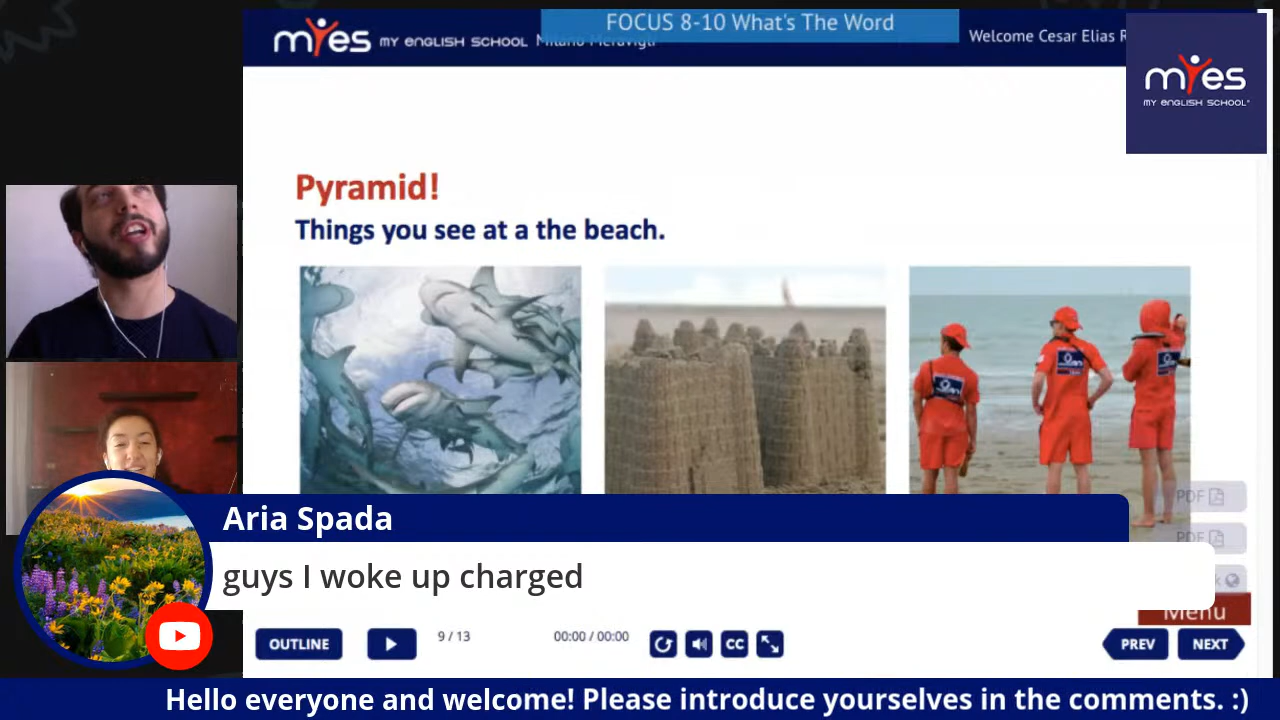 FOCUS 8-10 What's The Word
myes MY ENGLISH SCHOOL Milano Meravigli
Welcome Cesar Elias R
myes
MY ENGLISH SCHOOL
Pyramid!
Things you see at a the beach.
PDF
PDF
Aria Spada
guys I woke up charged
Menu
OUTLINE
9 / 13
00:00 / 00:00
CC
PREV
NEXT
Hello everyone and welcome! Please introduce yourselves in the comments. :)